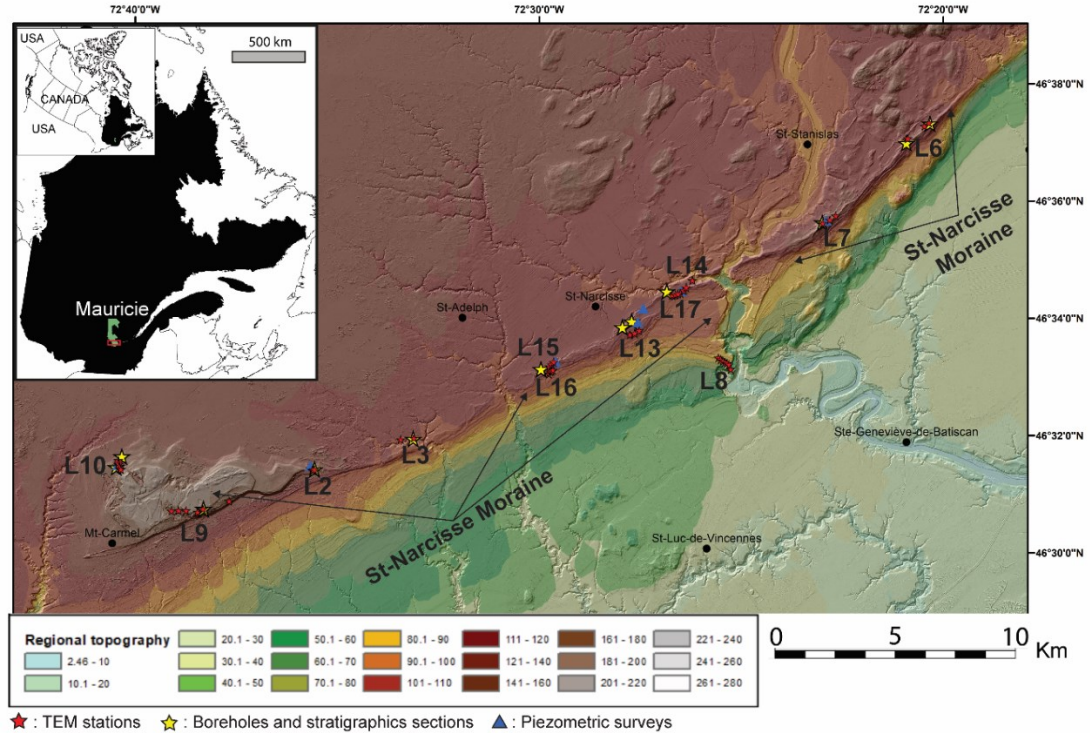 72°40'0"W
72°30'0"W
72°20'0"W
USA
CANADA
USA
500 km
Mauricie
46°38'0"N
46°36'0"N
46°34'0"N
46°32'0"N
46°30'0"N
St-Stanislas
L6
L7
St-Narcisse
Moraine
L14
St-Narcisse
L17
St-Adelph
L13
L15
L16
L8
Ste-Geneviève-de-Batiscan
L3
L10
L2
L9
Mt-Carmel
St-Narcisse Moraine
St-Luc-de-Vincennes
Regional topography
2.46 - 10
10.1 - 20
20.1 - 30
30.1 - 40
40.1 - 50
50.1 - 60
60.1 - 70
70.1 - 80
80.1 - 90
90.1 - 100
101 - 110
111 - 120
121 - 140
141 - 160
161 - 180
181 - 200
201 - 220
221 - 240
241 - 260
261 - 280
0 5 10 Km
: TEM stations : Boreholes and stratigraphics sections : Piezometric surveys